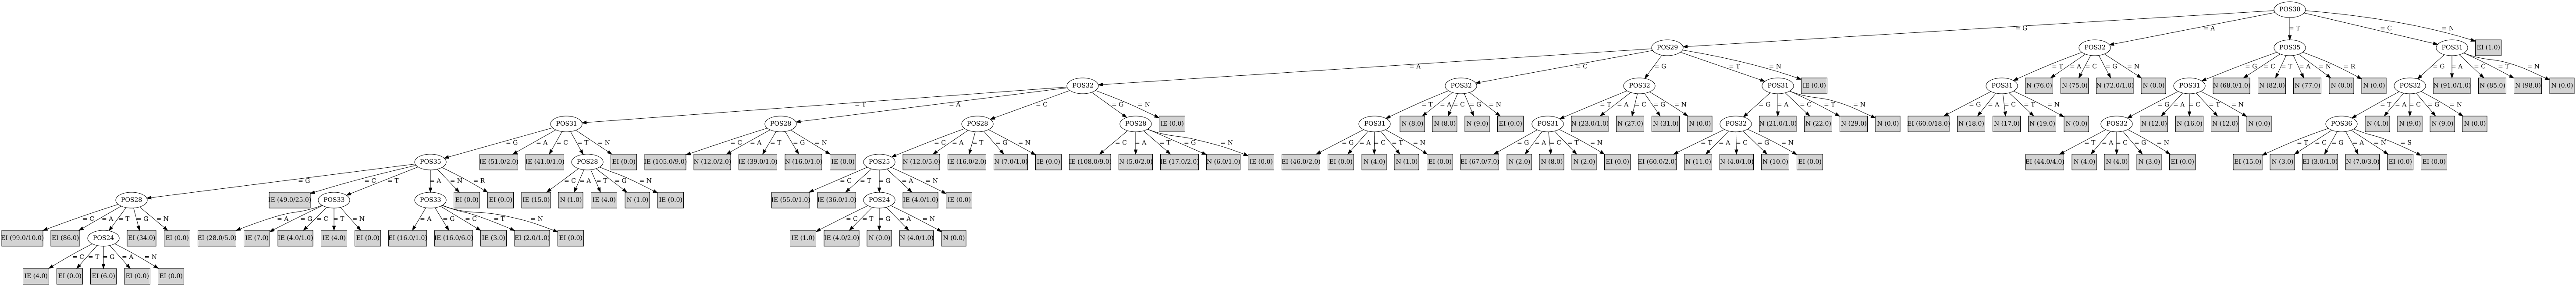 POS30
= G = A = T = C = N
POS29 POS32 POS35 POS31 EI (1.0)
= A = C = G = T = N = T = A = C = G = N = G = C = T = A = N = R = G = A = C = T = N
POS32 POS32 POS32 POS31 IE (0.0) POS31 N (76.0) N (75.0) N (72.0/1.0) N (0.0) POS31 N (68.0/1.0) N (82.0) N (77.0) N (0.0) N (0.0) POS32 N (91.0/1.0) N (85.0) N (98.0) N (0.0)
= T = A = C = G = N = T = A = C = G = N = T = A = C = G = N = G = A = C = T = N = G = A = C = T = N = G = A = C = T = N = T = A = C = G = N
POS31 POS28 POS28 POS28 IE (0.0) POS31 N (8.0) N (8.0) N (9.0) EI (0.0) POS31 N (23.0/1.0) N (27.0) N (31.0) N (0.0) POS32 N (21.0/1.0) N (22.0) N (29.0) N (0.0) EI (60.0/18.0) N (18.0) N (17.0) N (19.0) N (0.0) POS32 N (12.0) N (16.0) N (12.0) N (0.0) POS36 N (4.0) N (9.0) N (9.0) N (0.0)
= G = A = C = T = N = C = A = T = G = N = C = A = T = G = N = C = A = T = G = N = G = A = C = T = N = G = A = C = T = N = T = A = C = G = N = T = A = C = G = N = T = C = G = A = N = S
POS35 IE (51.0/2.0) IE (41.0/1.0) POS28 EI (0.0) IE (105.0/9.0) N (12.0/2.0) IE (39.0/1.0) N (16.0/1.0) IE (0.0) POS25 N (12.0/5.0) IE (16.0/2.0) N (7.0/1.0) IE (0.0) IE (108.0/9.0) N (5.0/2.0) IE (17.0/2.0) N (6.0/1.0) IE (0.0) EI (46.0/2.0) EI (0.0) N (4.0) N (1.0) EI (0.0) EI (67.0/7.0) N (2.0) N (8.0) N (2.0) EI (0.0) EI (60.0/2.0) N (11.0) N (4.0/1.0) N (10.0) EI (0.0) EI (44.0/4.0) N (4.0) N (4.0) N (3.0) EI (0.0) EI (15.0) N (3.0) EI (3.0/1.0) N (7.0/3.0) EI (0.0) EI (0.0)
= G = C = T = A = N = R = C = A = T = G = N = C = T = G = A = N
POS28 IE (49.0/25.0) POS33 POS33 EI (0.0) EI (0.0) IE (15.0) N (1.0) IE (4.0) N (1.0) IE (0.0) IE (55.0/1.0) IE (36.0/1.0) POS24 IE (4.0/1.0) IE (0.0)
= C = A = T = G = N = A = G = C = T = N = A = G = C = T = N = C = T = G = A = N
EI (99.0/10.0) EI (86.0) POS24 EI (34.0) EI (0.0) EI (28.0/5.0) IE (7.0) IE (4.0/1.0) IE (4.0) EI (0.0) EI (16.0/1.0) IE (16.0/6.0) IE (3.0) EI (2.0/1.0) EI (0.0) IE (1.0) IE (4.0/2.0) N (0.0) N (4.0/1.0) N (0.0)
= C = T = G = A = N
IE (4.0) EI (0.0) EI (6.0) EI (0.0) EI (0.0)